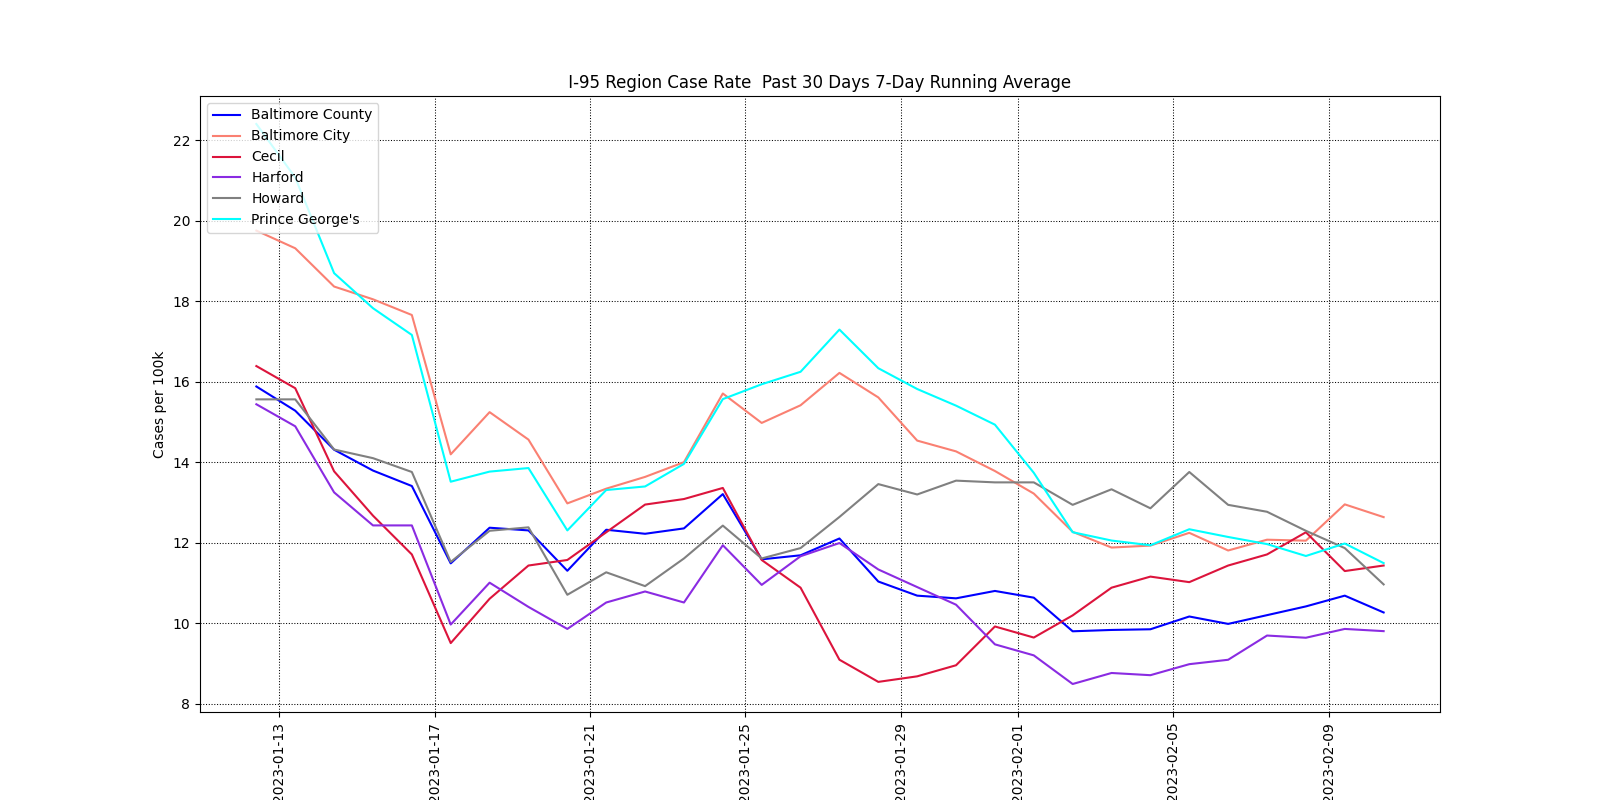 I-95 Region Case Rate  Past 30 Days 7-Day Running Average
Baltimore County
Baltimore City
Cecil
Harford
Howard
Prince George's
Cases per 100k
22
20
18
16
14
12
10
8
2023-01-13
2023-01-17
2023-01-21
2023-01-25
2023-01-29
2023-02-01
2023-02-05
2023-02-09